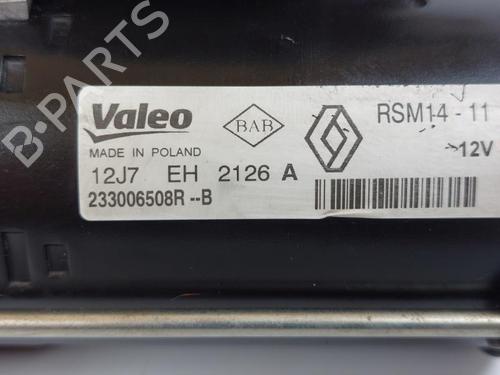 B-PARTS
Valeo
BAB
RSM14 - 11
MADE IN POLAND
12V
12J7 EH 2126 A
233006508R --B